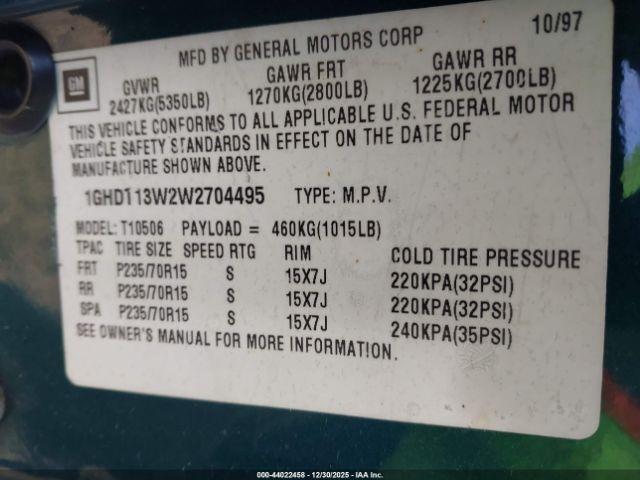 MFD BY GENERAL MOTORS CORP 10/97
GM
GVWR GAWR FRT GAWR RR
2427KG(5350LB) 1270KG(2800LB) 1225KG(2700LB)
THIS VEHICLE CONFORMS TO ALL APPLICABLE U.S. FEDERAL MOTOR
VEHICLE SAFETY STANDARDS IN EFFECT ON THE DATE OF
MANUFACTURE SHOWN ABOVE.
1GHDT13W2W2704495 TYPE: M.P.V.
MODEL: T10506 PAYLOAD = 460KG(1015LB)
TPAC TIRE SIZE SPEED RTG RIM COLD TIRE PRESSURE
FRT P235/70R15 S 15X7J 220KPA(32PSI)
RR P235/70R15 S 15X7J 220KPA(32PSI)
SPA P235/70R15 S 15X7J 240KPA(35PSI)
SEE OWNER'S MANUAL FOR MORE INFORMATION.
000-44022458 - 12/30/2025 - IAA Inc.